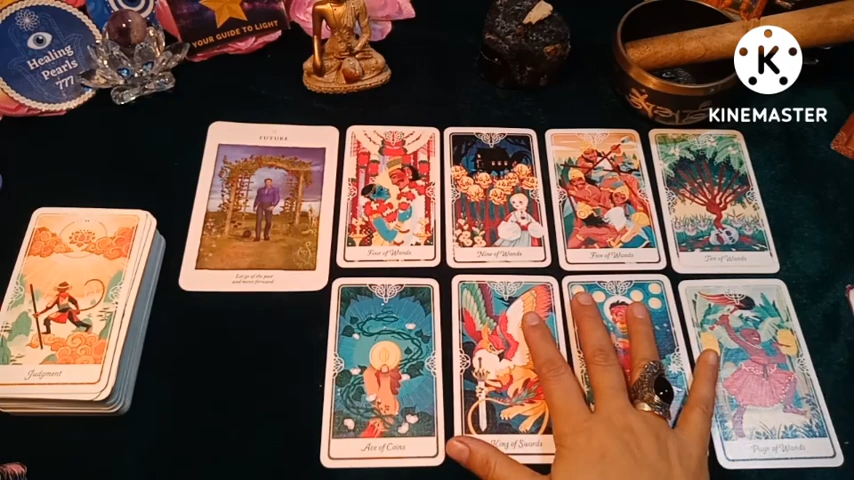 YOUR GUIDE TO LIGHT
Healing
Pearls
777
KINEMASTER
FUTURE
Let go of the past
and move forward.
Four of Wands
Nine of Wands
Five of Wands
Ten of Wands
Judgment
Ace of Coins
King of Swords
Page of Wands